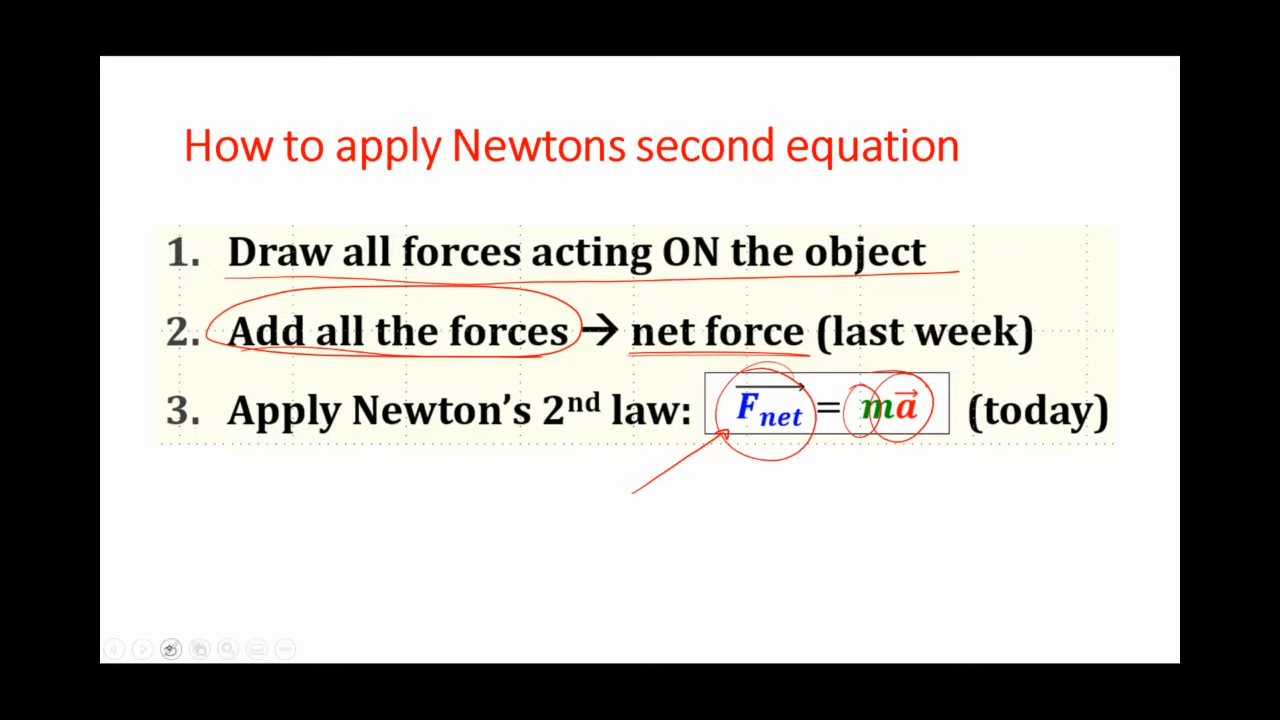 How to apply Newtons second equation
1. Draw all forces acting ON the object
2. Add all the forces → net force (last week)
3. Apply Newton's 2nd law: F⃗net = ma⃗ (today)